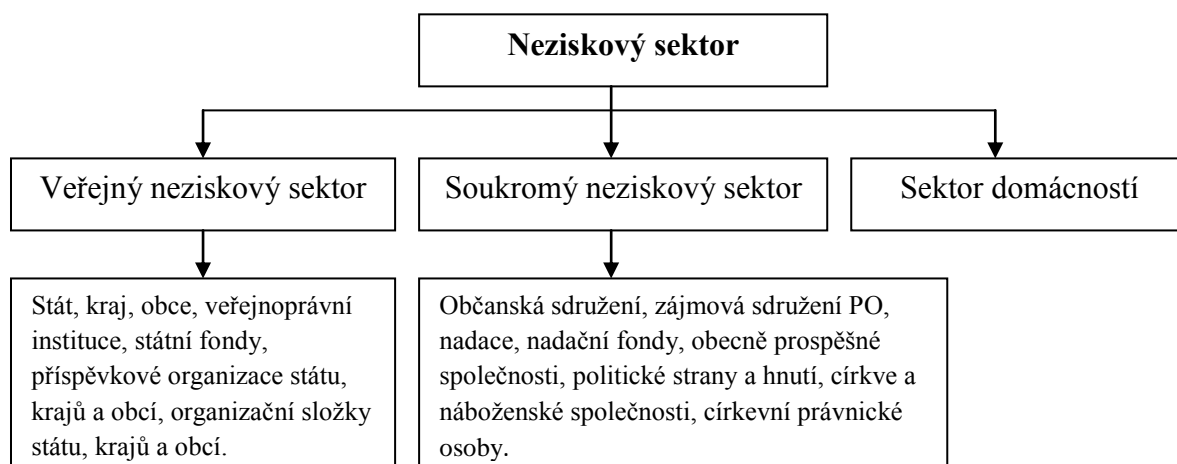 Neziskový sektor
Veřejný neziskový sektor
Soukromý neziskový sektor
Sektor domácností
Stát, kraj, obce, veřejnoprávní
instituce, státní fondy,
příspěvkové organizace státu,
krajů a obcí, organizační složky
státu, krajů a obcí.
Občanská sdružení, zájmová sdružení PO,
nadace, nadační fondy, obecně prospěšné
společnosti, politické strany a hnutí, církve a
náboženské společnosti, církevní právnické
osoby.